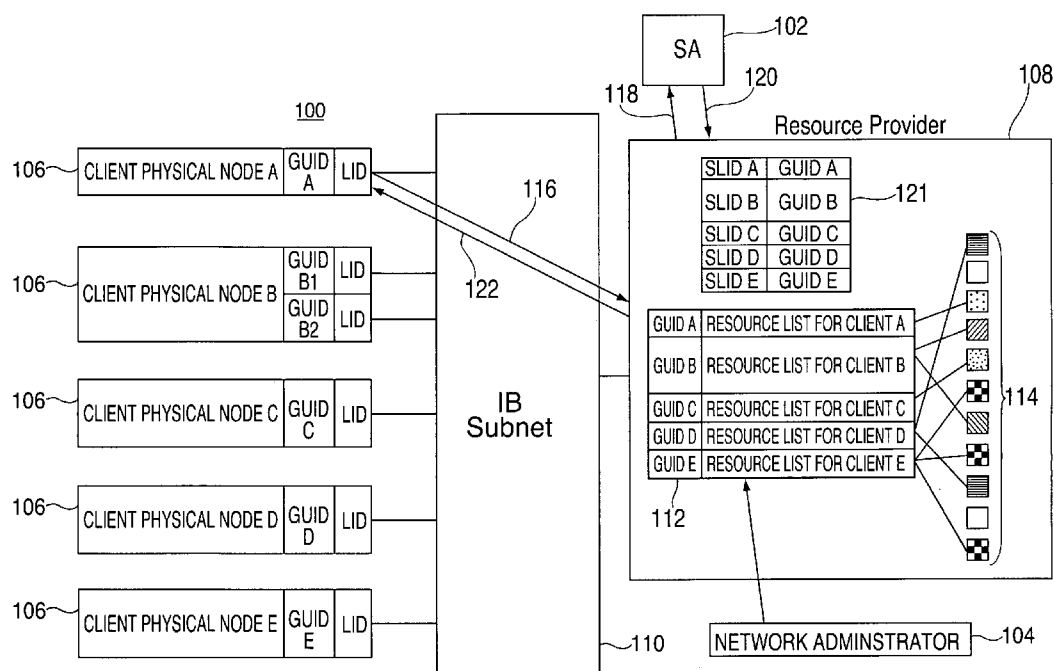 SA
102
118
120
108
100
Resource Provider
106
CLIENT PHYSICAL NODE A
GUID
A
LID
116
122
SLID A GUID A
SLID B GUID B
SLID C GUID C
SLID D GUID D
SLID E GUID E
121
106
CLIENT PHYSICAL NODE B
GUID
B1
LID
GUID
B2
LID
GUID A RESOURCE LIST FOR CLIENT A
GUID B RESOURCE LIST FOR CLIENT B
GUID C RESOURCE LIST FOR CLIENT C
GUID D RESOURCE LIST FOR CLIENT D
GUID E RESOURCE LIST FOR CLIENT E
112
114
106
CLIENT PHYSICAL NODE C
GUID
C
LID
IB
Subnet
106
CLIENT PHYSICAL NODE D
GUID
D
LID
106
CLIENT PHYSICAL NODE E
GUID
E
LID
110
NETWORK ADMINSTRATOR
104